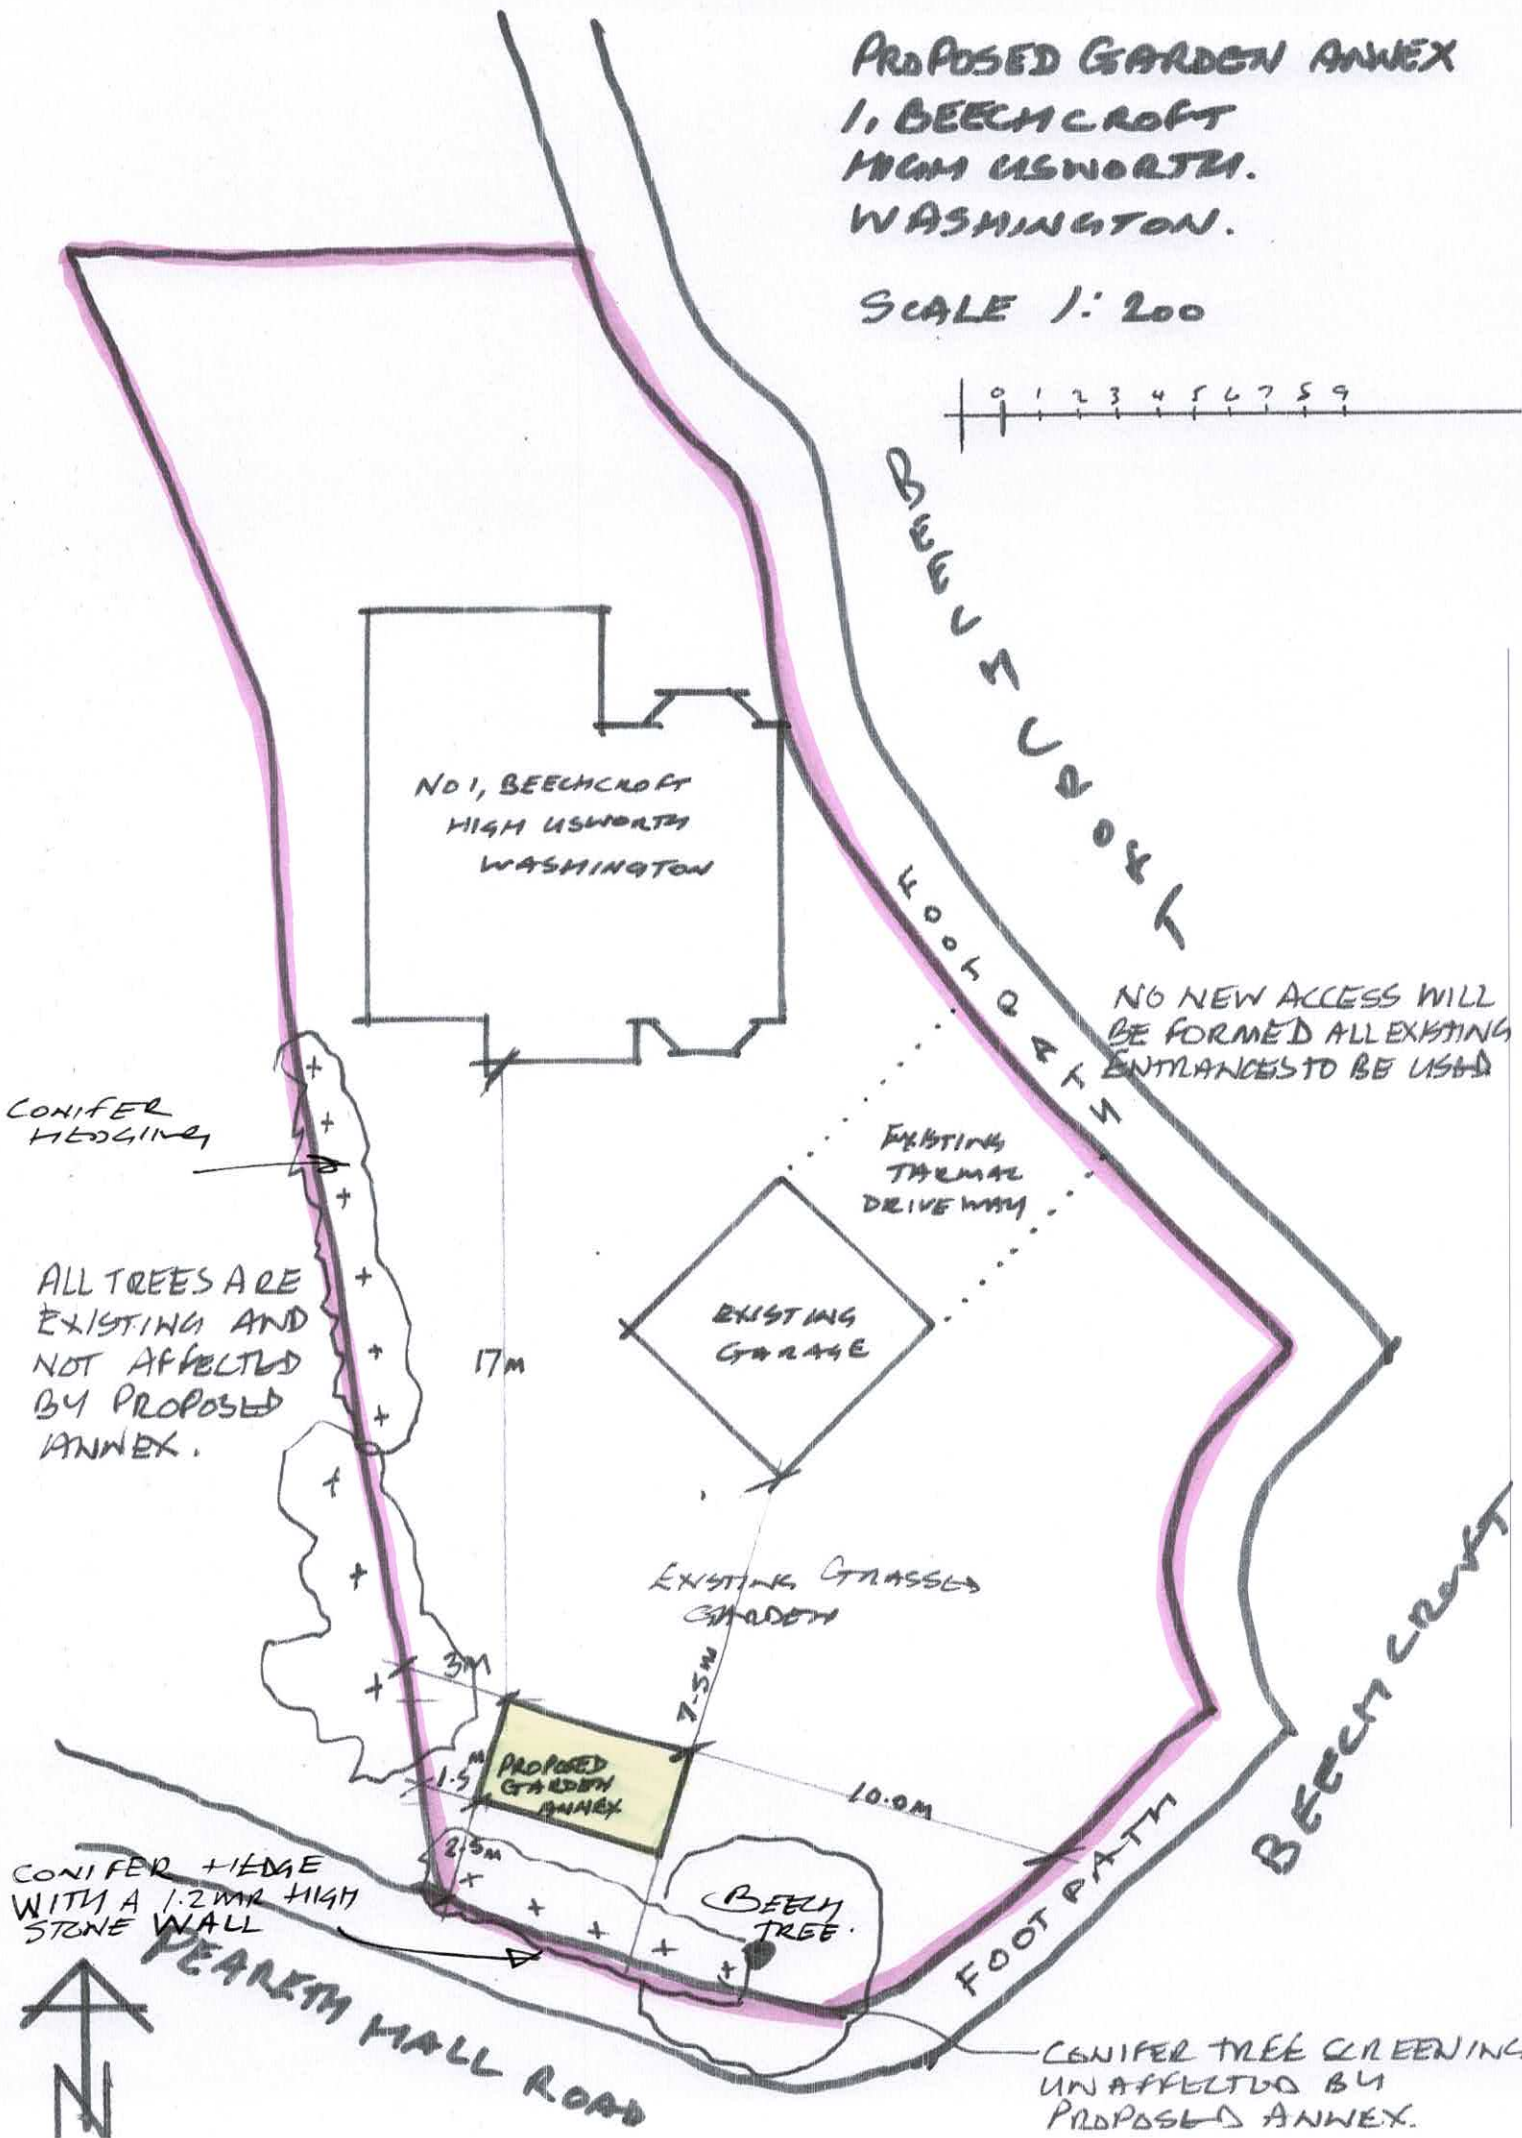 PROPOSED GARDEN ANNEX
1, BEECHCROFT
HIGH USWORTH.
WASHINGTON.
SCALE 1:200
0 1 2 3 4 5 6 7 8 9
BEECHCROFT
NO 1, BEECHCROFT
HIGH USWORTH
WASHINGTON
FOOTPATH
NO NEW ACCESS WILL
BE FORMED ALL EXISTING
ENTRANCES TO BE USED
CONIFER
HEDGING
EXISTING
TARMAC
DRIVEWAY
ALL TREES ARE
EXISTING AND
NOT AFFECTED
BY PROPOSED
ANNEX.
17M
EXISTING
GARAGE
EXISTING GRASSED
GARDEN
3M
7.5M
BEECHCROFT
1.5M
PROPOSED
GARDEN
ANNEX
10.0M
2.5M
CONIFER HEDGE
WITH A 1.2MR HIGH
STONE WALL
BEECH
TREE.
FOOTPATH
PEARETH HALL ROAD
N
CONIFER TREE SCREENING
UNAFFECTED BY
PROPOSED ANNEX.